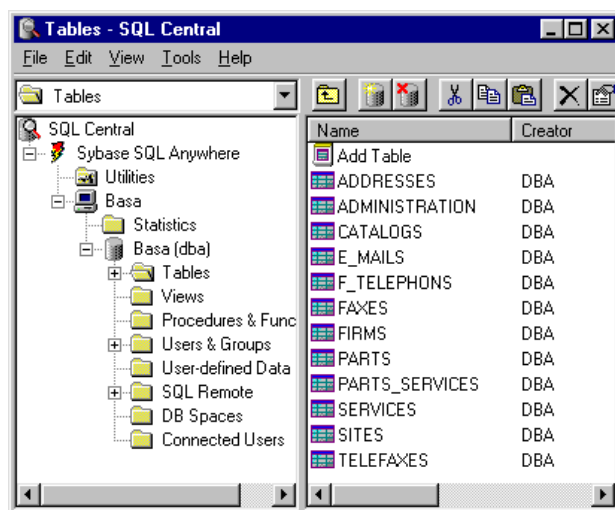 Tables - SQL Central
File Edit View Tools Help
Tables
SQL Central
Sybase SQL Anywhere
Utilities
Basa
Statistics
Basa (dba)
Tables
Views
Procedures & Func
Users & Groups
User-defined Data
SQL Remote
DB Spaces
Connected Users
Name Creator
Add Table
ADDRESSES DBA
ADMINISTRATION DBA
CATALOGS DBA
E_MAILS DBA
F_TELEPHONS DBA
FAXES DBA
FIRMS DBA
PARTS DBA
PARTS_SERVICES DBA
SERVICES DBA
SITES DBA
TELEFAXES DBA